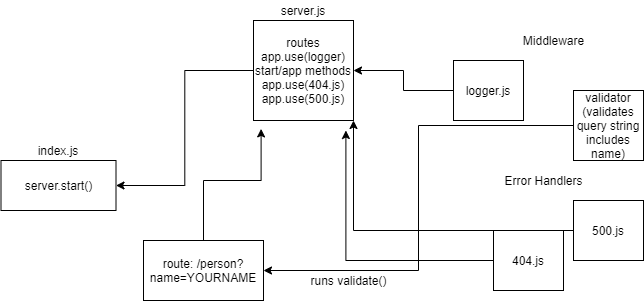 server.js
routes
app.use(logger)
start/app methods
app.use(404.js)
app.use(500.js)
Middleware
logger.js
validator
(validates
query string
includes
name)
index.js
server.start()
Error Handlers
500.js
404.js
route: /person?
name=YOURNAME
runs validate()